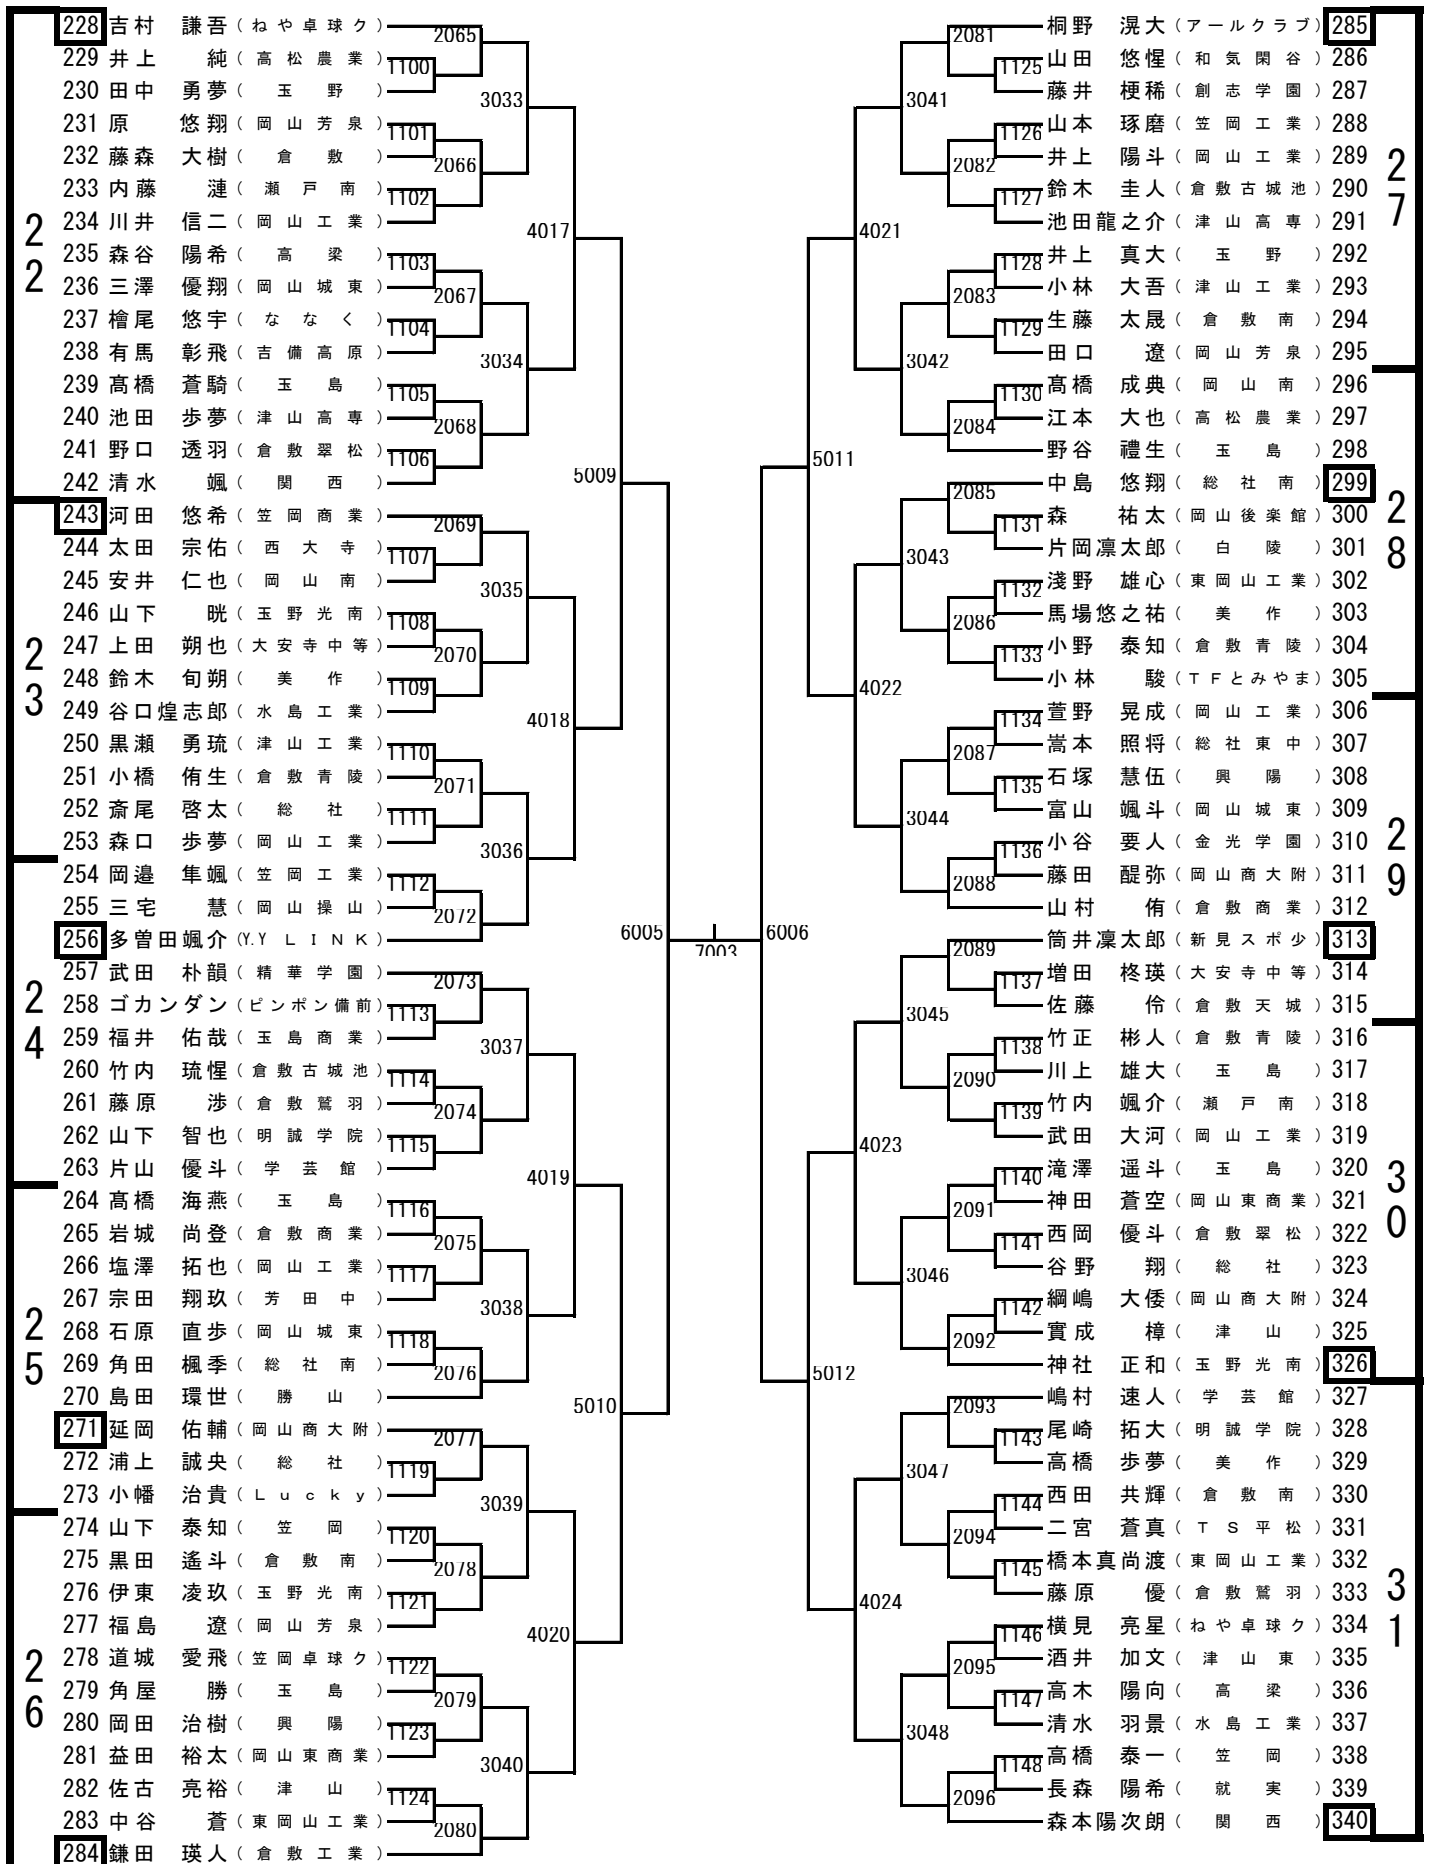 228 吉村 謙吾 (ねや卓球ク)
229 井上 純 (高松農業)
230 田中 勇夢 (玉野)
231 原 悠翔 (岡山芳泉)
232 藤森 大樹 (倉敷)
233 内藤 漣 (瀬戸南)
234 川井 信二 (岡山工業)
235 森谷 陽希 (高梁)
236 三澤 優翔 (岡山城東)
237 檜尾 悠宇 (ななく)
238 有馬 彰飛 (吉備高原)
239 髙橋 蒼騎 (玉島)
240 池田 歩夢 (津山高専)
241 野口 透羽 (倉敷翠松)
242 清水 颯 (関西)
243 河田 悠希 (笠岡商業)
244 太田 宗佑 (西大寺)
245 安井 仁也 (岡山南)
246 山下 晄 (玉野光南)
247 上田 朔也 (大安寺中等)
248 鈴木 旬朔 (美作)
249 谷口煌志郎 (水島工業)
250 黒瀬 勇琉 (津山工業)
251 小橋 侑生 (倉敷青陵)
252 斎尾 啓太 (総社)
253 森口 歩夢 (岡山工業)
254 岡邉 隼颯 (笠岡工業)
255 三宅 慧 (岡山操山)
256 多曽田颯介 (Y.Y LINK)
257 武田 朴韻 (精華学園)
258 ゴカンダン (ピンポン備前)
259 福井 佑哉 (玉島商業)
260 竹内 琉惺 (倉敷古城池)
261 藤原 渉 (倉敷鷲羽)
262 山下 智也 (明誠学院)
263 片山 優斗 (学芸館)
264 髙橋 海燕 (玉島)
265 岩城 尚登 (倉敷商業)
266 塩澤 拓也 (岡山工業)
267 宗田 翔玖 (芳田中)
268 石原 直歩 (岡山城東)
269 角田 楓季 (総社南)
270 島田 環世 (勝山)
271 延岡 佑輔 (岡山商大附)
272 浦上 誠央 (総社)
273 小幡 治貴 (Lucky)
274 山下 泰知 (笠岡)
275 黒田 遙斗 (倉敷南)
276 伊東 凌玖 (玉野光南)
277 福島 遼 (岡山芳泉)
278 道城 愛飛 (笠岡卓球ク)
279 角屋 勝 (玉島)
280 岡田 治樹 (興陽)
281 益田 裕太 (岡山東商業)
282 佐古 亮裕 (津山)
283 中谷 蒼 (東岡山工業)
284 鎌田 瑛人 (倉敷工業)
22
23
24
25
26
1100
1101
1102
1103
1104
1105
1106
1107
1108
1109
1110
1111
1112
1113
1114
1115
1116
1117
1118
1119
1120
1121
1122
1123
1124
2065
2066
2067
2068
2069
2070
2071
2072
2073
2074
2075
2076
2077
2078
2079
2080
3033
3034
3035
3036
3037
3038
3039
3040
4017
4018
4019
4020
5009
5010
6005
7003
6006
5011
5012
4021
4022
4023
4024
3041
3042
3043
3044
3045
3046
3047
3048
2081
2082
2083
2084
2085
2086
2087
2088
2089
2090
2091
2092
2093
2094
2095
2096
1125
1126
1127
1128
1129
1130
1131
1132
1133
1134
1135
1136
1137
1138
1139
1140
1141
1142
1143
1144
1145
1146
1147
1148
桐野 滉大 (アールクラブ) 285
山田 悠惺 (和気閑谷) 286
藤井 梗稀 (創志学園) 287
山本 琢磨 (笠岡工業) 288
井上 陽斗 (岡山工業) 289
鈴木 圭人 (倉敷古城池) 290
池田龍之介 (津山高専) 291
井上 真大 (玉野) 292
小林 大吾 (津山工業) 293
生藤 太晟 (倉敷南) 294
田口 遼 (岡山芳泉) 295
髙橋 成典 (岡山南) 296
江本 大也 (高松農業) 297
野谷 禮生 (玉島) 298
中島 悠翔 (総社南) 299
森 祐太 (岡山後楽館) 300
片岡凛太郎 (白陵) 301
淺野 雄心 (東岡山工業) 302
馬場悠之祐 (美作) 303
小野 泰知 (倉敷青陵) 304
小林 駿 (TFとみやま) 305
萱野 晃成 (岡山工業) 306
嵩本 照将 (総社東中) 307
石塚 慧伍 (興陽) 308
富山 颯斗 (岡山城東) 309
小谷 要人 (金光学園) 310
藤田 醍弥 (岡山商大附) 311
山村 侑 (倉敷商業) 312
筒井凜太郎 (新見スポ少) 313
増田 柊瑛 (大安寺中等) 314
佐藤 伶 (倉敷天城) 315
竹正 彬人 (倉敷青陵) 316
川上 雄大 (玉島) 317
竹内 颯介 (瀬戸南) 318
武田 大河 (岡山工業) 319
滝澤 遥斗 (玉島) 320
神田 蒼空 (岡山東商業) 321
西岡 優斗 (倉敷翠松) 322
谷野 翔 (総社) 323
綱嶋 大倭 (岡山商大附) 324
實成 樟 (津山) 325
神社 正和 (玉野光南) 326
嶋村 速人 (学芸館) 327
尾崎 拓大 (明誠学院) 328
高橋 歩夢 (美作) 329
西田 共輝 (倉敷南) 330
二宮 蒼真 (TS平松) 331
橋本真尚渡 (東岡山工業) 332
藤原 優 (倉敷鷲羽) 333
横見 亮星 (ねや卓球ク) 334
酒井 加文 (津山東) 335
高木 陽向 (高梁) 336
清水 羽景 (水島工業) 337
高橋 泰一 (笠岡) 338
長森 陽希 (就実) 339
森本陽次朗 (関西) 340
27
28
29
30
31